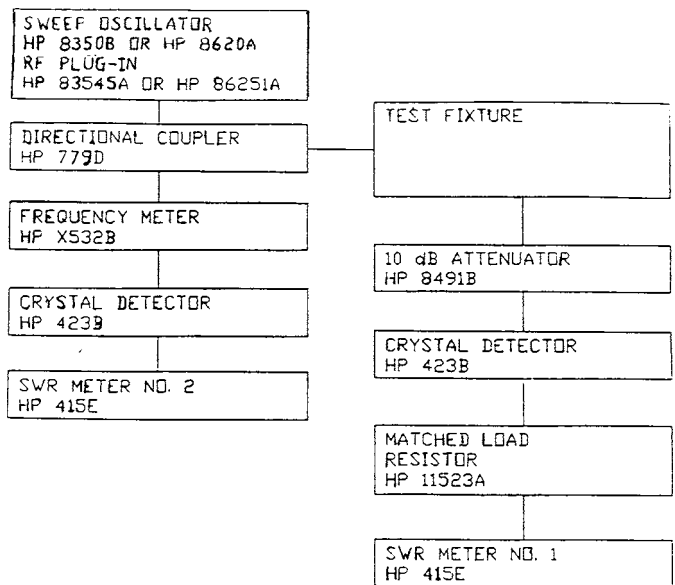 SWEEP OSCILLATOR
HP 8350B OR HP 8620A
RF PLUG-IN
HP 83545A OR HP 86251A
DIRECTIONAL COUPLER
HP 779D
FREQUENCY METER
HP X532B
CRYSTAL DETECTOR
HP 423B
SWR METER NO. 2
HP 415E
TEST FIXTURE
10 dB ATTENUATOR
HP 8491B
CRYSTAL DETECTOR
HP 423B
MATCHED LOAD
RESISTOR
HP 11523A
SWR METER NO. 1
HP 415E